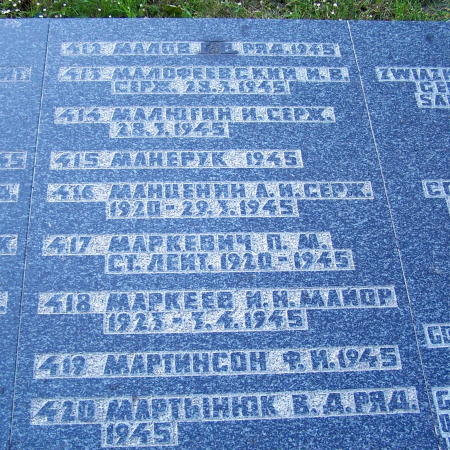 412 МАЛОВ РЯД.1945
413 МАЛОФЕЕВСКИЙ И. В.
СЕРЖ. 28.3.1945
414 МАЛЮГИН И. СЕРЖ.
28.3.1945
415 МАНЕРУК 1945
416 МАНЦЕНИН А.И. СЕРЖ.
1920-29.3.1945
417 МАРКЕВИЧ П. М.
СТ. ЛЕЙТ. 1920-1945
418 МАРКЕЕВ И. Н. МАЙОР
1923-3.4.1945
419 МАРТИНСОН Ф. И. 1945
420 МАРТЫНЮК В. Д. РЯД.
1945